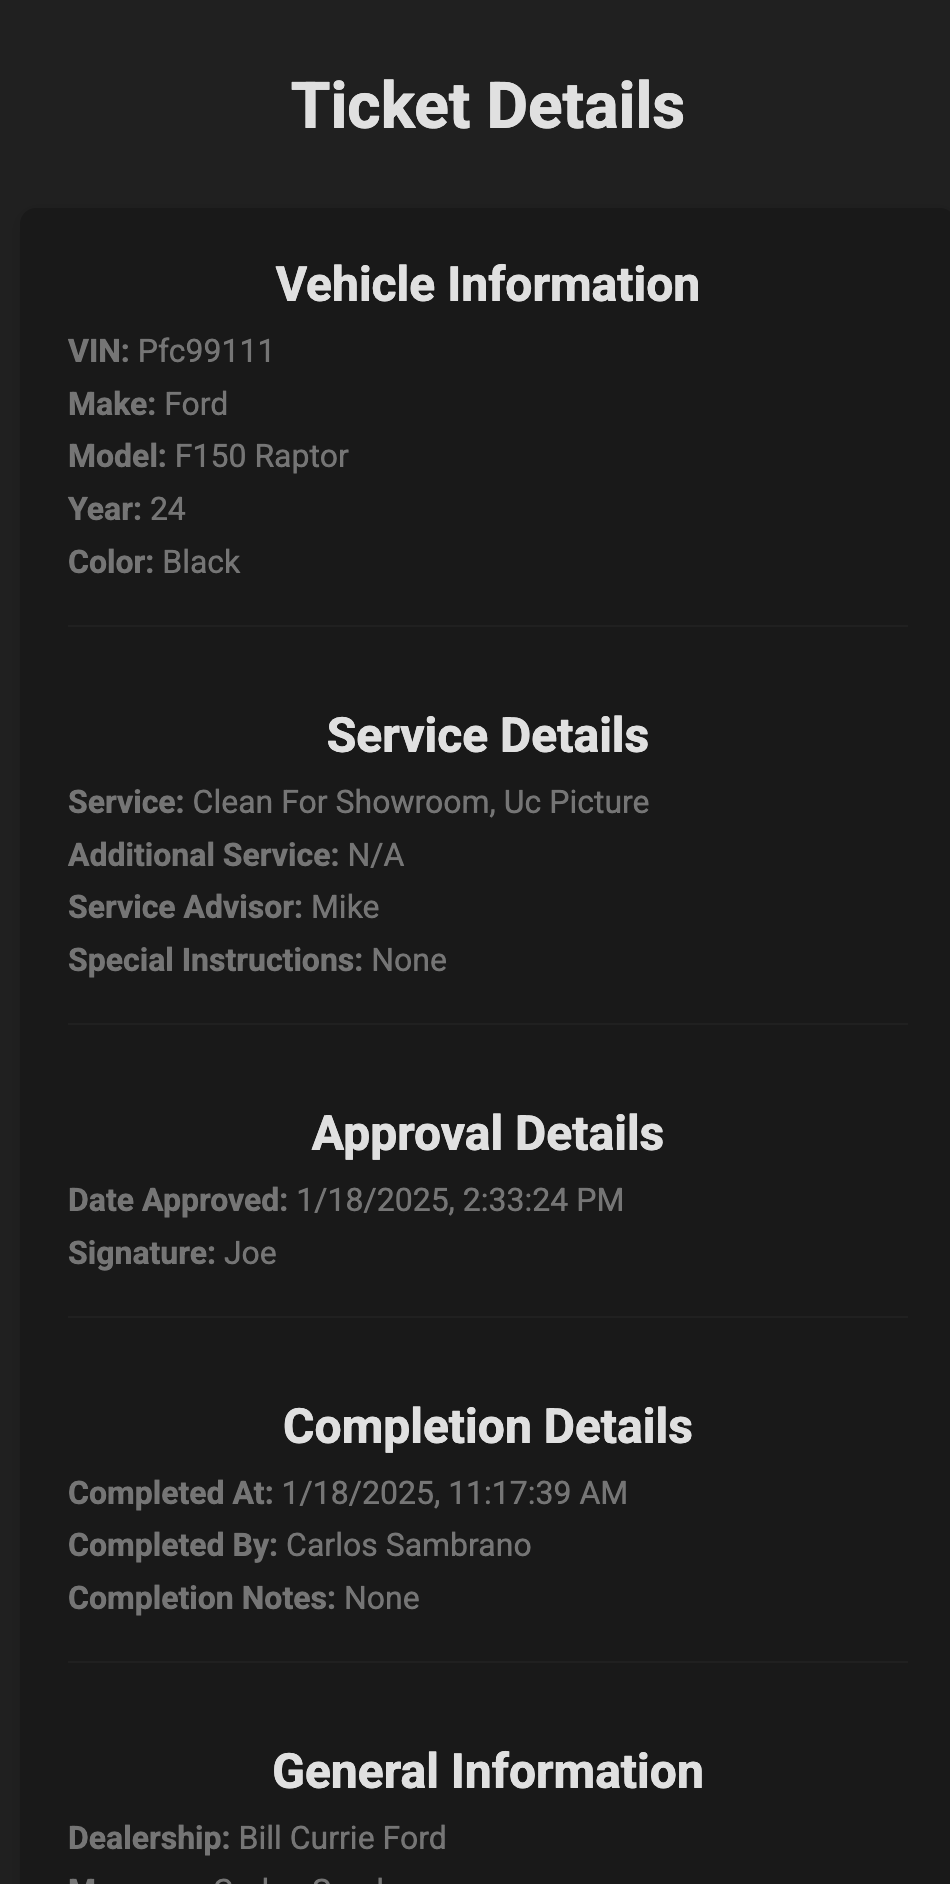 Ticket Details
Vehicle Information
VIN: Pfc99111
Make: Ford
Model: F150 Raptor
Year: 24
Color: Black
Service Details
Service: Clean For Showroom, Uc Picture
Additional Service: N/A
Service Advisor: Mike
Special Instructions: None
Approval Details
Date Approved: 1/18/2025, 2:33:24 PM
Signature: Joe
Completion Details
Completed At: 1/18/2025, 11:17:39 AM
Completed By: Carlos Sambrano
Completion Notes: None
General Information
Dealership: Bill Currie Ford